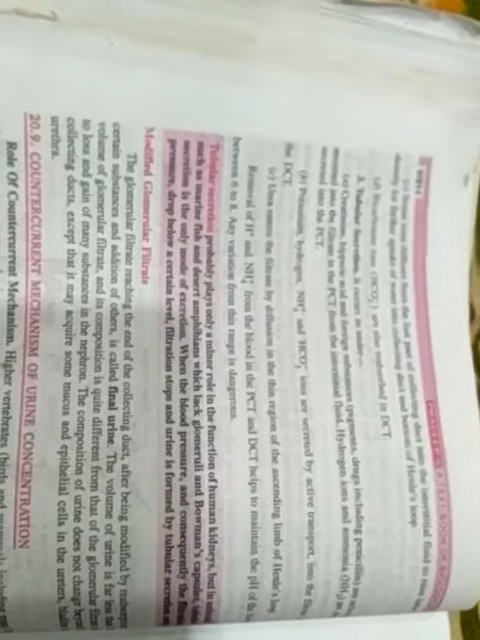 (c) Some urea diffuses from the last part of collecting duct into the interstitial fluid to
for further uptake of water into collecting duct and bottom of Henle's loop.
(d) (HCO₃⁻) are also reabsorbed in DCT.
3. Tubular Secretion. It occurs as under—
(a) Creatinine, hippuric acid and foreign substances (pigments, drugs including penicillin) are
secreted into the filtrate in the PCT from the interstitial fluid. Hydrogen ions and ammonia (NH₃)
secreted into the PCT.
(b) Potassium, hydrogen, NH₄⁺ and HCO₃⁻ ions are secreted by active transport, into the
the DCT.
(c) Urea enters the filtrate by diffusion in the thin region of the ascending limb of Henle's loop.
Removal of H⁺ and NH₄⁺ from the blood in the PCT and DCT helps to maintain the pH of the
between 6 to 8. Any variation from this range is dangerous.
Tubular secretion probably plays only a minor role in the function of human kidneys, but in
such as marine fish and desert amphibians which lack glomeruli and Bowman's capsules,
secretion is the only mode of excretion. When the blood pressure, and consequently the
pressure, drop below a certain level, filtration stops and urine is formed by tubular secretion
Modified Glomerular Filtrate
The glomerular filtrate reaching the end of the collecting duct, after being modified by
certain substances and addition of others, is called final urine. The volume of urine is far less
volume of glomerular filtrate, and its composition is quite different from that of the glomerular
to loss and gain of many substances in the nephron. The composition of urine does not change
collecting ducts, except that it may acquire some mucus and epithelial cells in the ureters,
urethra.
20.9. COUNTERCURRENT MECHANISM OF URINE CONCENTRATION
Role Of Countercurrent Mechanism. Higher vertebrates (birds and